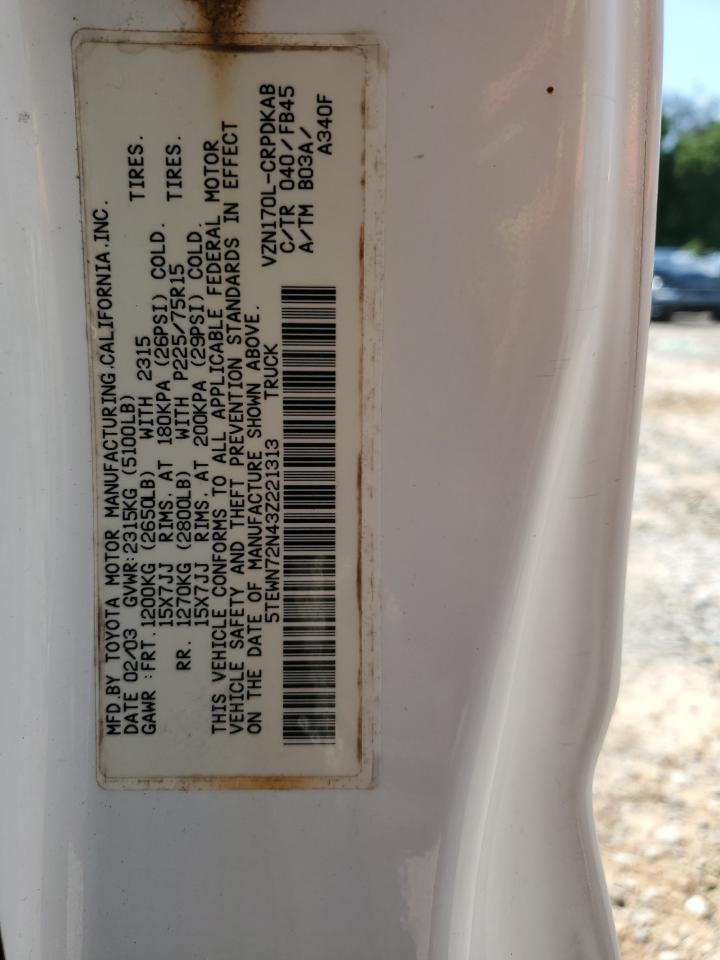 MFD.BY TOYOTA MOTOR MANUFACTURING.CALIFORNIA.INC.
DATE 02/03 GVWR:2315KG (5100LB)
GAWR :FRT.1200KG (2650LB) WITH 2315 TIRES.
15X7JJ RIMS. AT 180KPA (26PSI) COLD.
RR. 1270KG (2800LB) WITH P225/75R15 TIRES.
15X7JJ RIMS. AT 200KPA (29PSI) COLD.
THIS VEHICLE CONFORMS TO ALL APPLICABLE FEDERAL MOTOR
VEHICLE SAFETY AND THEFT PREVENTION STANDARDS IN EFFECT
ON THE DATE OF MANUFACTURE SHOWN ABOVE.
5TEWN72N43Z221313 TRUCK
VZN170L-CRPDKAB
C/TR 040/FB45
A/TM B03A/
A340F